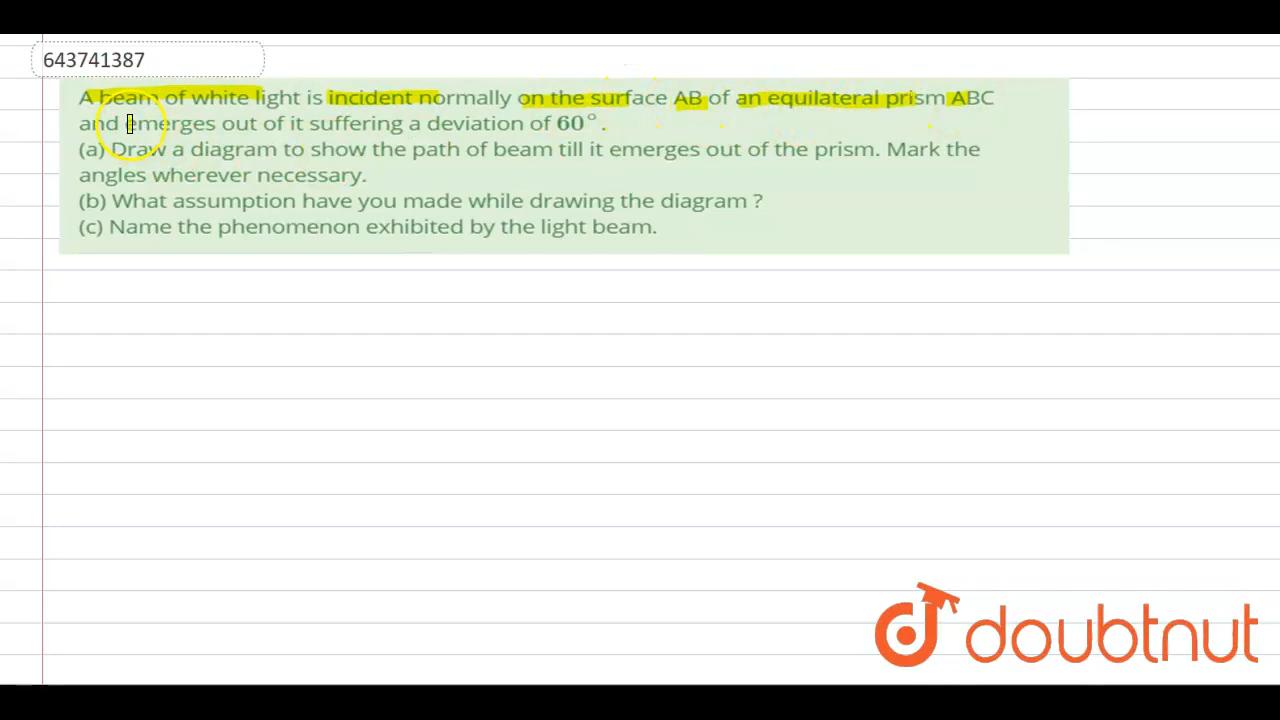 643741387
A beam of white light is incident normally on the surface AB of an equilateral prism ABC
and emerges out of it suffering a deviation of 60°.
(a) Draw a diagram to show the path of beam till it emerges out of the prism. Mark the
angles wherever necessary.
(b) What assumption have you made while drawing the diagram ?
(c) Name the phenomenon exhibited by the light beam.
doubtnut